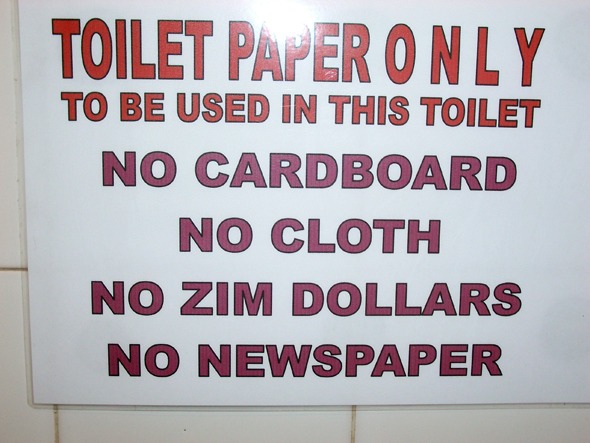 TOILET PAPER O N L Y
TO BE USED IN THIS TOILET
NO CARDBOARD
NO CLOTH
NO ZIM DOLLARS
NO NEWSPAPER